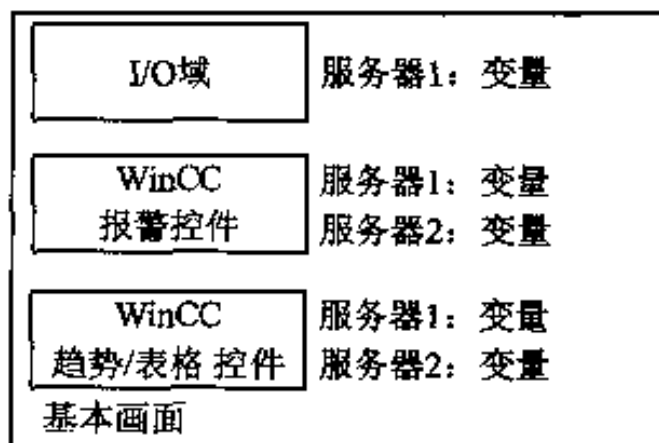 I/O域 服务器1：变量
WinCC 服务器1：变量
报警控件 服务器2：变量
WinCC 服务器1：变量
趋势/表格 控件 服务器2：变量
基本画面